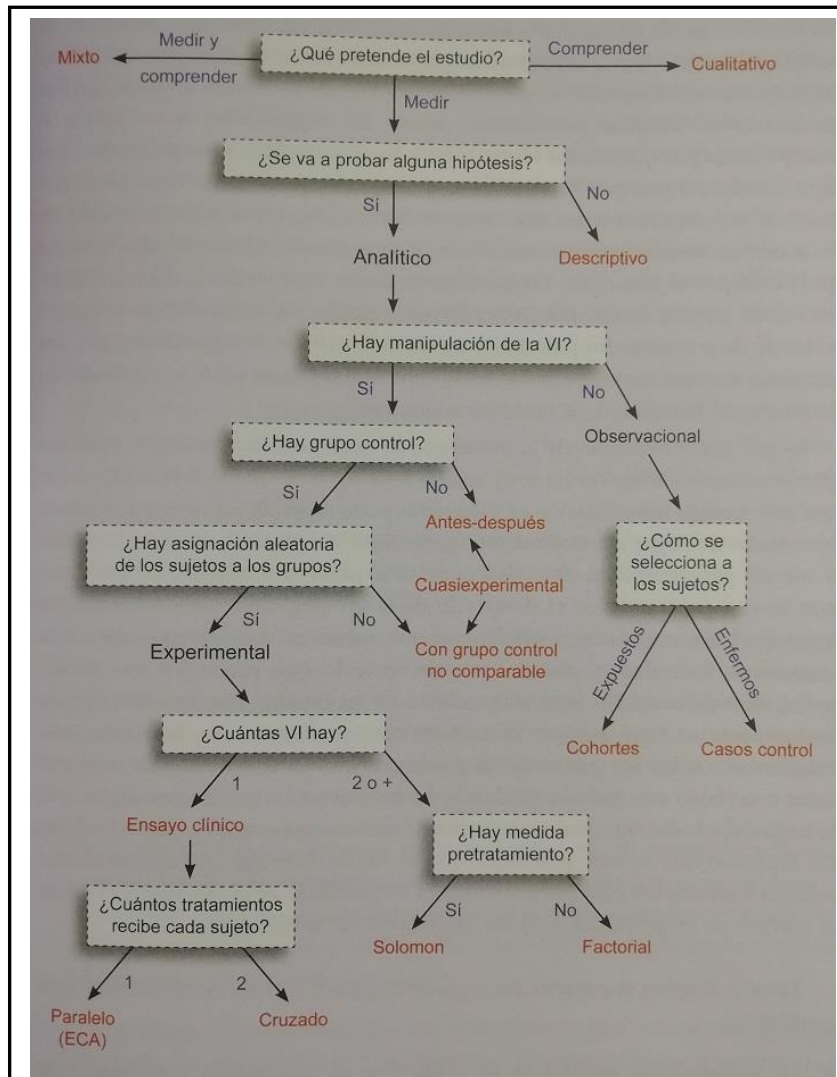 ¿Qué pretende el estudio?
Medir y
comprender
Mixto
Comprender
Cualitativo
Medir
¿Se va a probar alguna hipótesis?
Sí
No
Analítico
Descriptivo
¿Hay manipulación de la VI?
Sí
No
¿Hay grupo control?
Observacional
Sí
No
Antes-después
¿Hay asignación aleatoria
de los sujetos a los grupos?
¿Cómo se
selecciona a
los sujetos?
Cuasiexperimental
Sí
No
Experimental
Con grupo control
no comparable
Expuestos
Enfermos
¿Cuántas VI hay?
Cohortes
Casos control
1
2 o +
Ensayo clínico
¿Hay medida
pretratamiento?
¿Cuántos tratamientos
recibe cada sujeto?
Sí
No
Solomon
Factorial
1
2
Paralelo
(ECA)
Cruzado